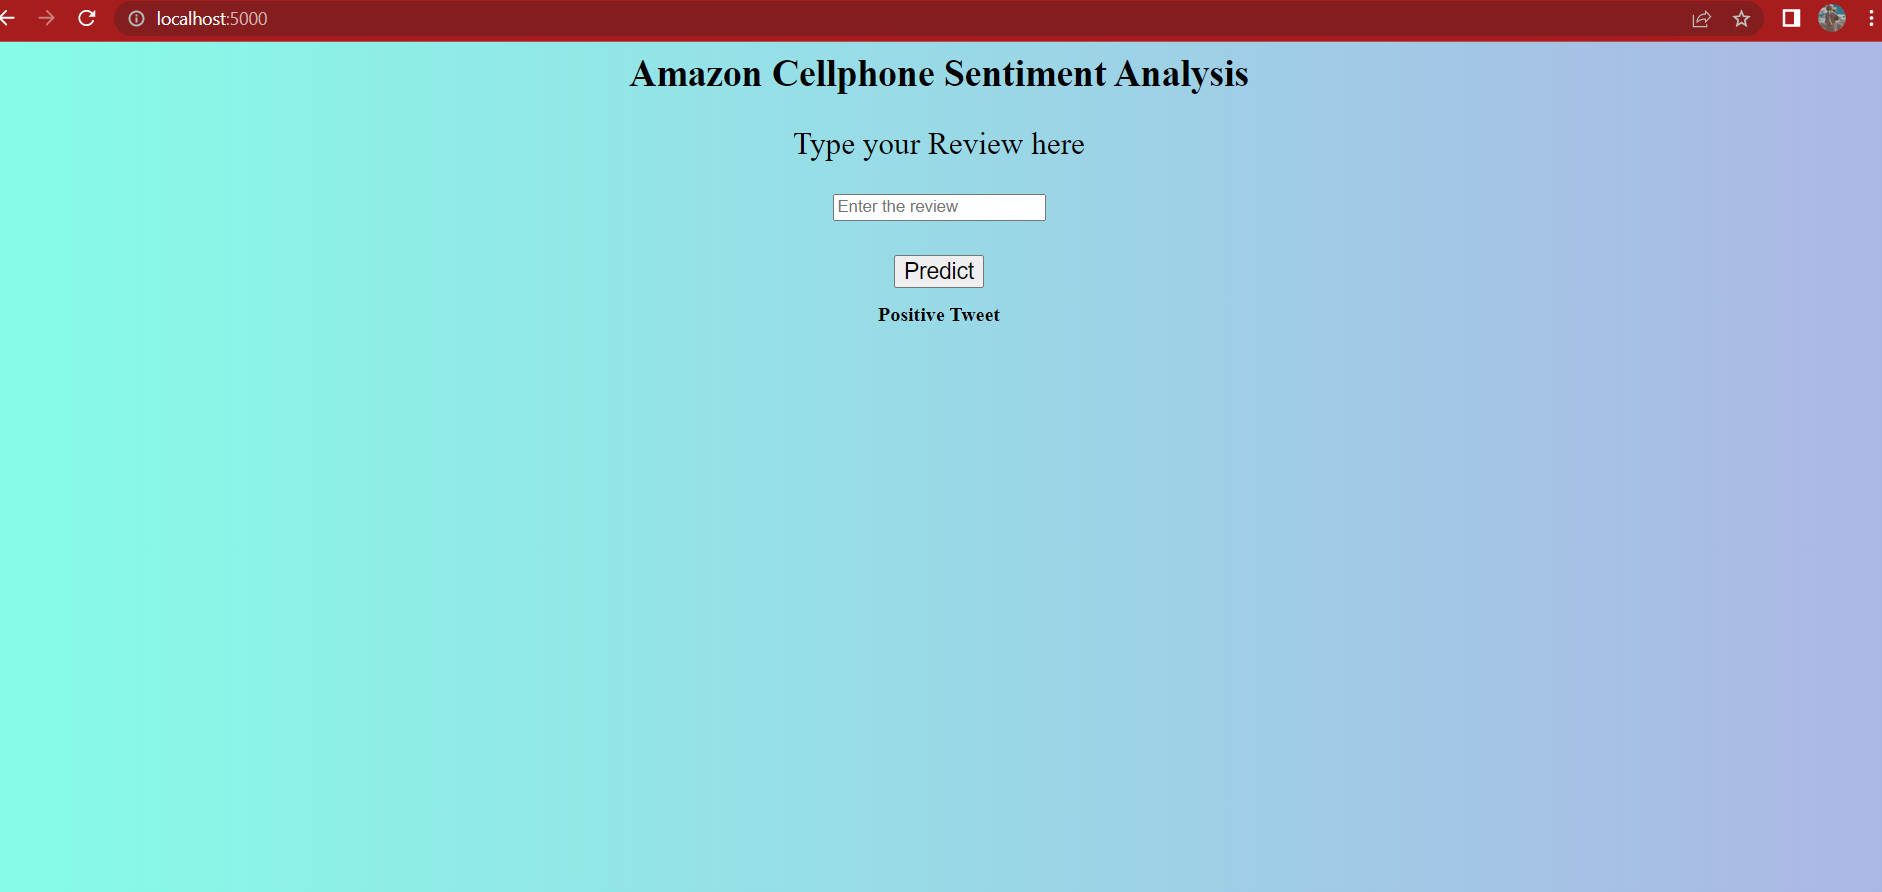 localhost:5000
Amazon Cellphone Sentiment Analysis
Type your Review here
Enter the review
Predict
Positive Tweet